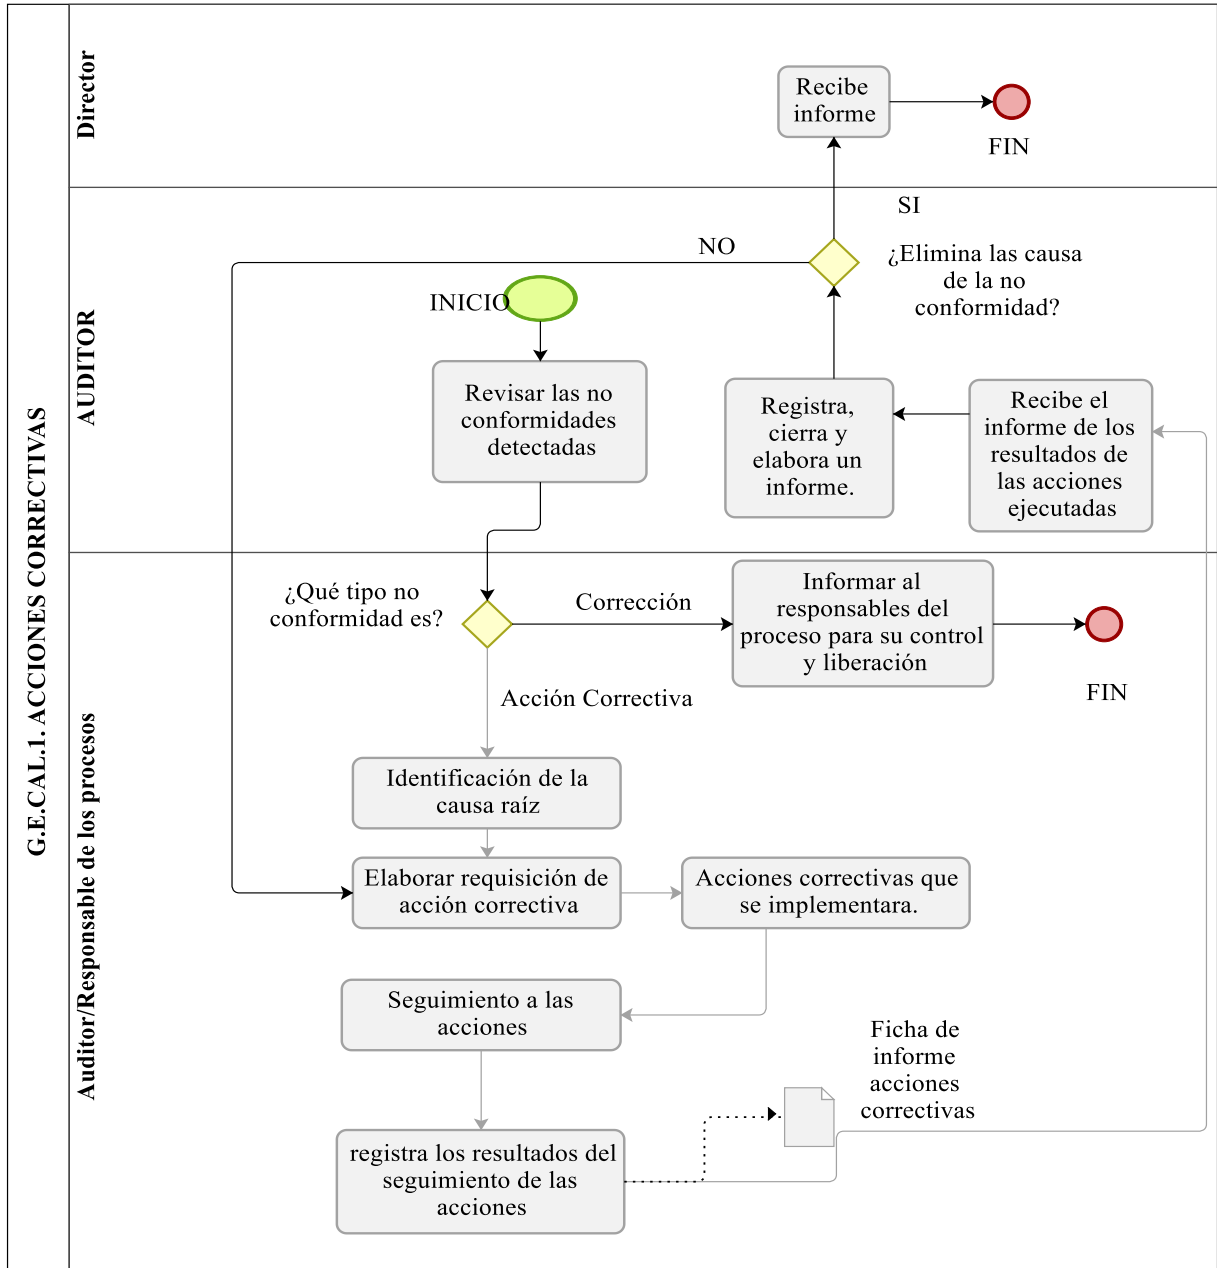 G.E.CAL.1. ACCIONES CORRECTIVAS
Director
Recibe
informe
FIN
AUDITOR
SI
NO
¿Elimina las causa
de la no
conformidad?
INICIO
Revisar las no
conformidades
detectadas
Registra,
cierra y
elabora un
informe.
Recibe el
informe de los
resultados de
las acciones
ejecutadas
Auditor/Responsable de los procesos
¿Qué tipo no
conformidad es?
Corrección
Informar al
responsables del
proceso para su control
y liberación
FIN
Acción Correctiva
Identificación de la
causa raíz
Elaborar requisición de
acción correctiva
Acciones correctivas que
se implementara.
Seguimiento a las
acciones
Ficha de
informe
acciones
correctivas
registra los resultados del
seguimiento de las
acciones